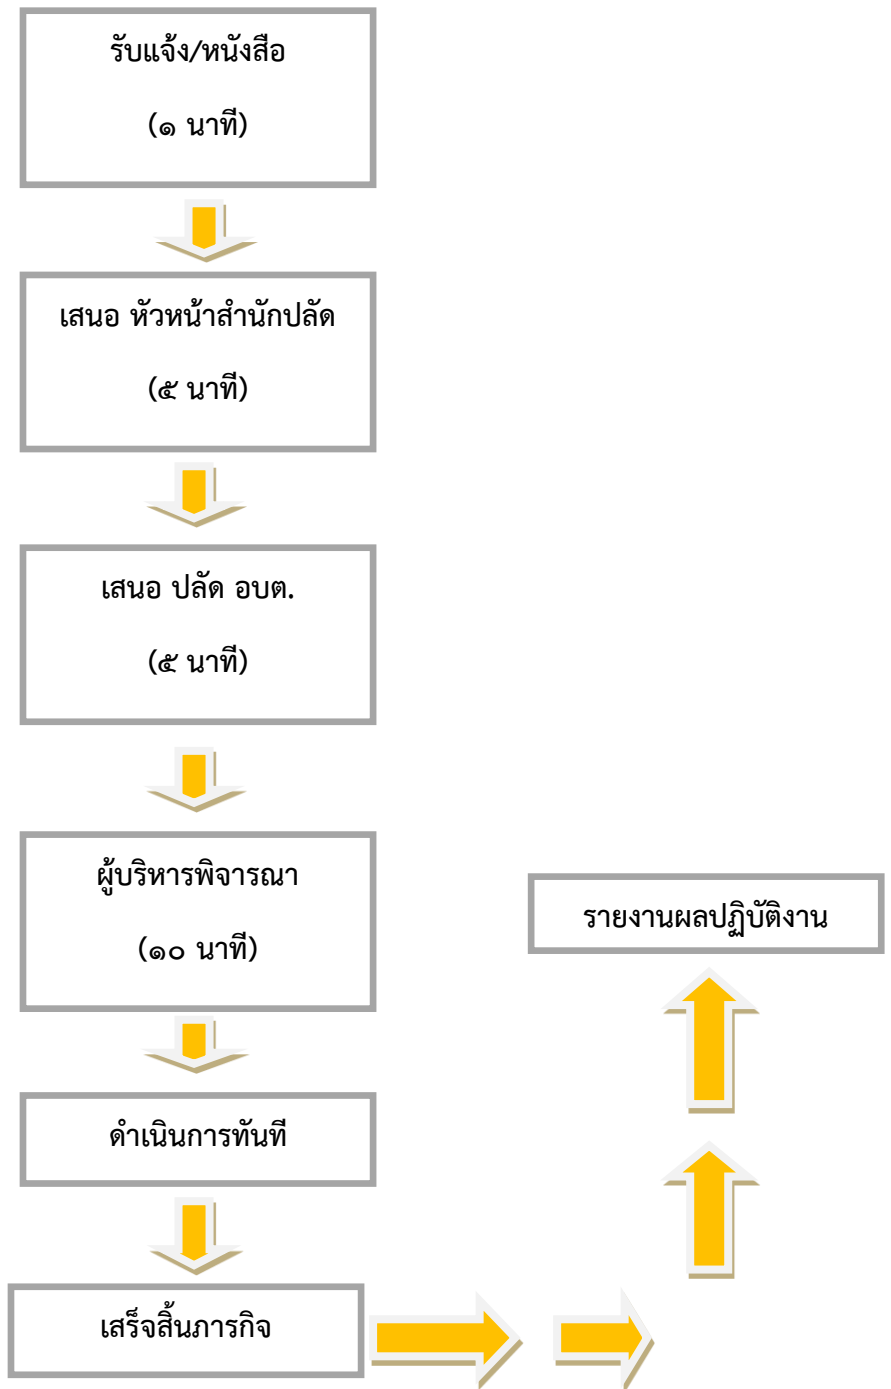 รับแจ้ง/หนังสือ
(๑ นาที)
เสนอ หัวหน้าสำนักปลัด
(๕ นาที)
เสนอ ปลัด อบต.
(๕ นาที)
ผู้บริหารพิจารณา
(๑๐ นาที)
ดำเนินการทันที
เสร็จสิ้นภารกิจ
รายงานผลปฏิบัติงาน